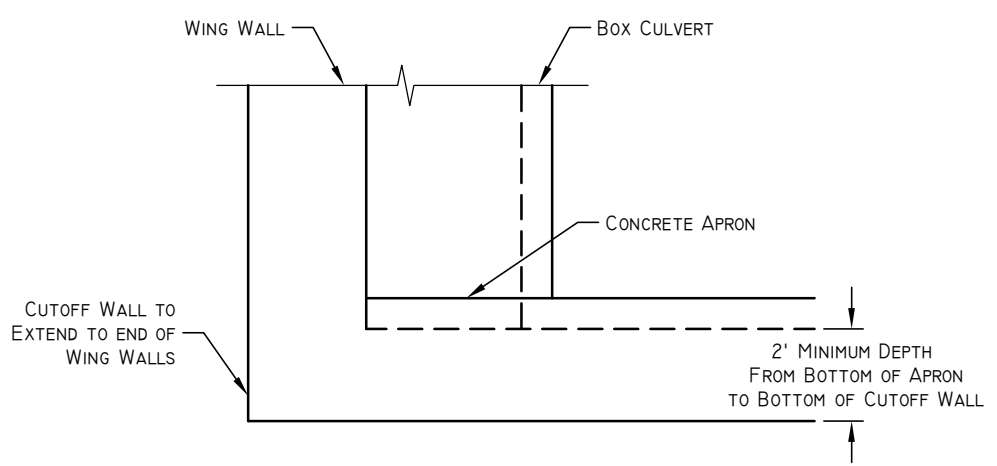 Wing Wall
Box Culvert
Concrete Apron
Cutoff Wall to
Extend to end of
Wing Walls
2' Minimum Depth
From Bottom of Apron
to Bottom of Cutoff Wall